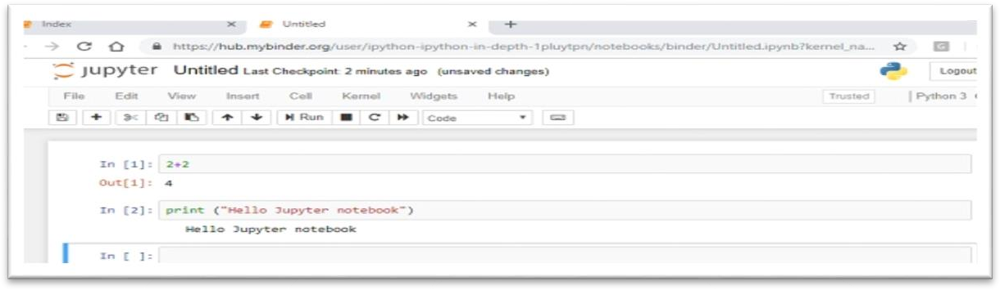 Index Untitled
https://hub.mybinder.org/user/ipython-ipython-in-depth-1pluytpn/notebooks/binder/Untitled.ipynb?kernel_na...
jupyter Untitled Last Checkpoint: 2 minutes ago (unsaved changes) Logout
File Edit View Insert Cell Kernel Widgets Help Trusted Python 3
Run Code
In [1]: 2+2
Out[1]: 4
In [2]: print ("Hello Jupyter notebook")
Hello Jupyter notebook
In [ ]: